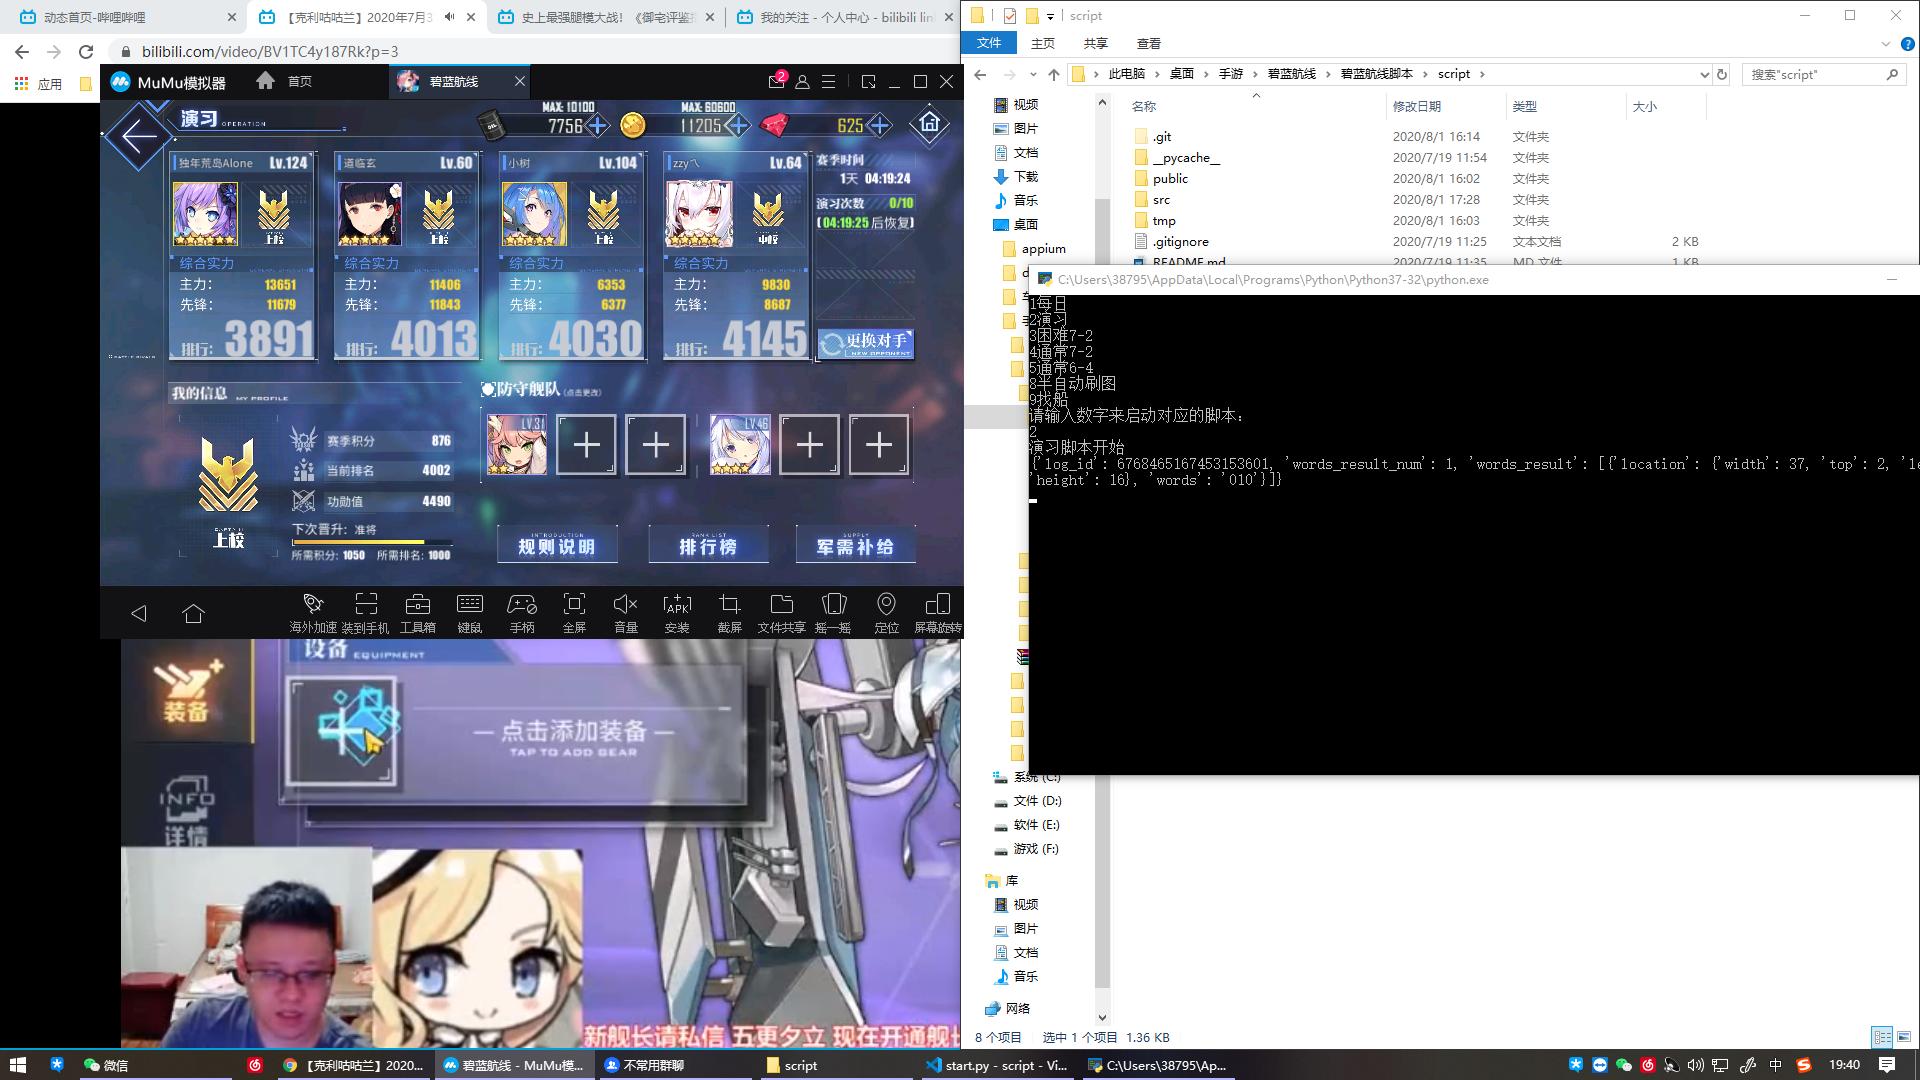 动态首页-哔哩哔哩
【克利咕咕兰】2020年7月3
史上最强腿模大战！《御宅评鉴
我的关注 - 个人中心 - bilibili lin
bilibili.com/video/BV1TC4y187Rk?p=3
应用
MuMu模拟器
首页
碧蓝航线
2
演习
OPERATION
MAX: 10100
7756
MAX: 60600
11205
625
独年荒岛Alone Lv.124
道临玄 Lv.60
小树 Lv.104
zzyヘ Lv.64
上校
上校
上校
中校
综合实力
综合实力
综合实力
综合实力
主力： 13651
先锋： 11679
排行： 3891
主力： 11406
先锋： 11843
排行： 4013
主力： 6353
先锋： 6377
排行： 4030
主力： 9830
先锋： 8687
排行： 4145
赛季时间
1天 04:19:24
演习次数 0/10
[04:19:25 后恢复]
更换对手
NEW OPPONENT
我的信息 MY PROFILE
防守舰队(点击更改)
LV.31
LV.46
赛季积分 876
当前排名 4002
功勋值 4490
上校
下次晋升：准将
所需积分：1050 所需排名：1000
规则说明
排行榜
军需补给
海外加速
装到手机
工具箱
键鼠
手柄
全屏
音量
APK
安装
截屏
文件共享
摇一摇
定位
屏幕旋转
设备 EQUIPMENT
装备
— 点击添加装备 —
TAP TO ADD GEAR
INFO
详情
新舰长请私信 五更夕立 现在开通舰长
script
文件
主页
共享
查看
此电脑 › 桌面 › 手游 › 碧蓝航线 › 碧蓝航线脚本 › script ›
搜索"script"
视频
图片
文档
下载
音乐
桌面
appium
名称 修改日期 类型 大小
.git 2020/8/1 16:14 文件夹
__pycache__ 2020/7/19 11:54 文件夹
public 2020/8/1 16:02 文件夹
src 2020/8/1 17:28 文件夹
tmp 2020/8/1 16:03 文件夹
.gitignore 2020/7/19 11:25 文本文档 2 KB
README.md 2020/7/19 11:35 MD 文件 1 KB
C:\Users\38795\AppData\Local\Programs\Python\Python37-32\python.exe
1每日
2演习
3困难7-2
4通常7-2
5通常6-4
8半自动刷图
9找船
请输入数字来启动对应的脚本：
2
演习脚本开始
{'log_id': 6768465167453153601, 'words_result_num': 1, 'words_result': [{'location': {'width': 37, 'top': 2, 'le
'height': 16}, 'words': '010'}]}
系统 (C:)
文件 (D:)
软件 (E:)
游戏 (F:)
库
视频
图片
文档
音乐
网络
8 个项目 选中 1 个项目 1.36 KB
微信
【克利咕咕兰】2020...
碧蓝航线 - MuMu模...
不常用群聊
script
start.py - script - Vi...
C:\Users\38795\Ap...
中
19:40